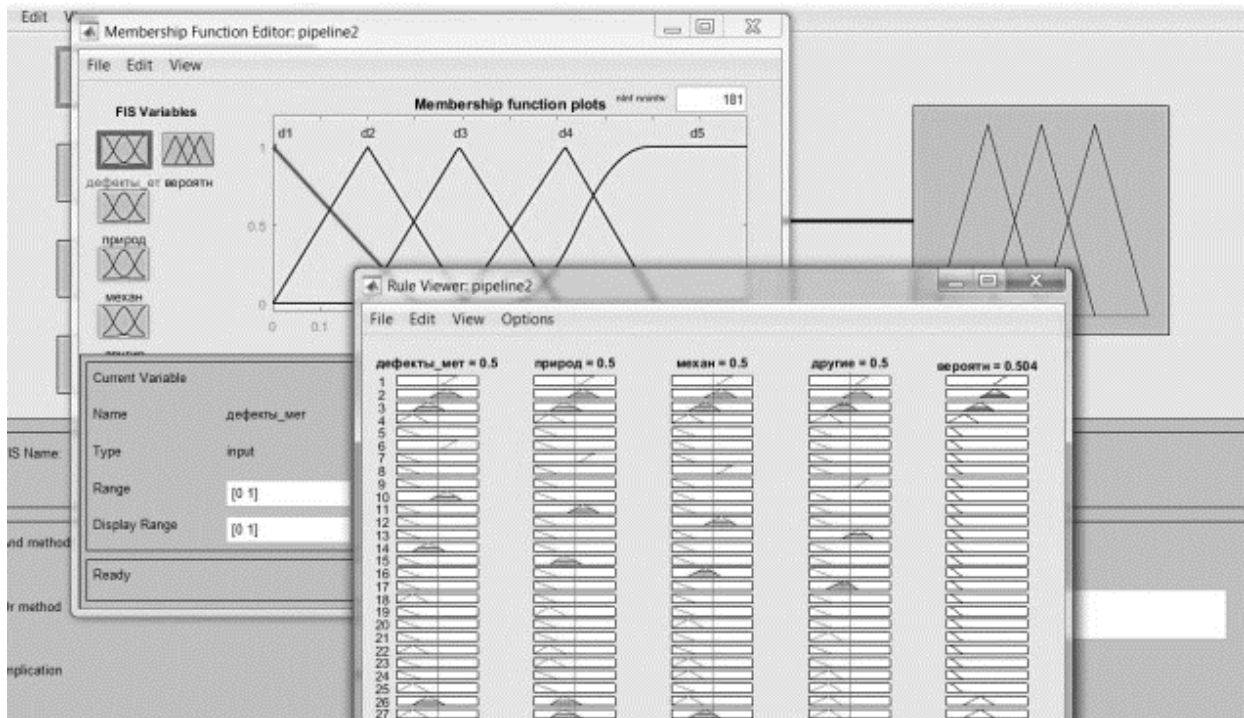 Edit
Membership Function Editor: pipeline2
File Edit View
FIS Variables
Membership function plots
181
d1 d2 d3 d4 d5
1
0.5
0
0 0.1
вероятн
природ
механ
Current Variable
Name дефекты_мет
Type input
Range [0 1]
Display Range [0 1]
Ready
IS Name:
And method
Or method
mplication
Rule Viewer: pipeline2
File Edit View Options
дефекты_мет = 0.5 природ = 0.5 механ = 0.5 другие = 0.5 вероятн = 0.504
1
2
3
4
5
6
7
8
9
10
11
12
13
14
15
16
17
18
19
20
21
22
23
24
25
26
27